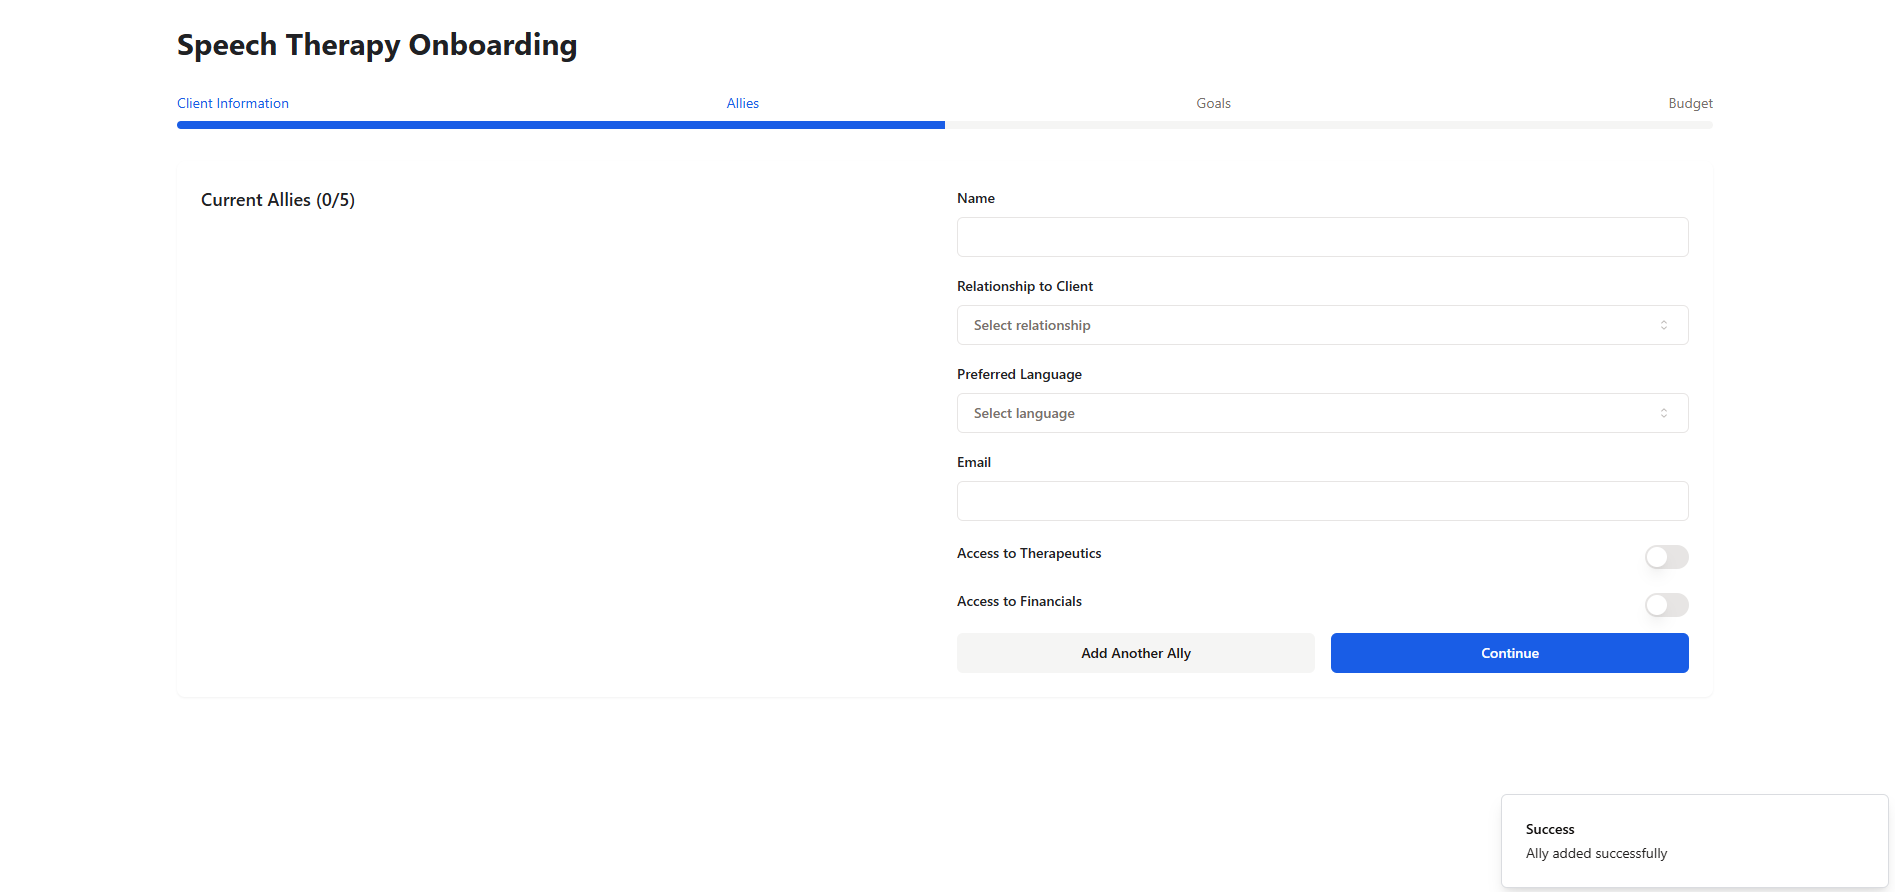 Speech Therapy Onboarding
Client Information
Allies
Goals
Budget
Current Allies (0/5)
Name
Relationship to Client
Select relationship
Preferred Language
Select language
Email
Access to Therapeutics
Access to Financials
Add Another Ally
Continue
Success
Ally added successfully